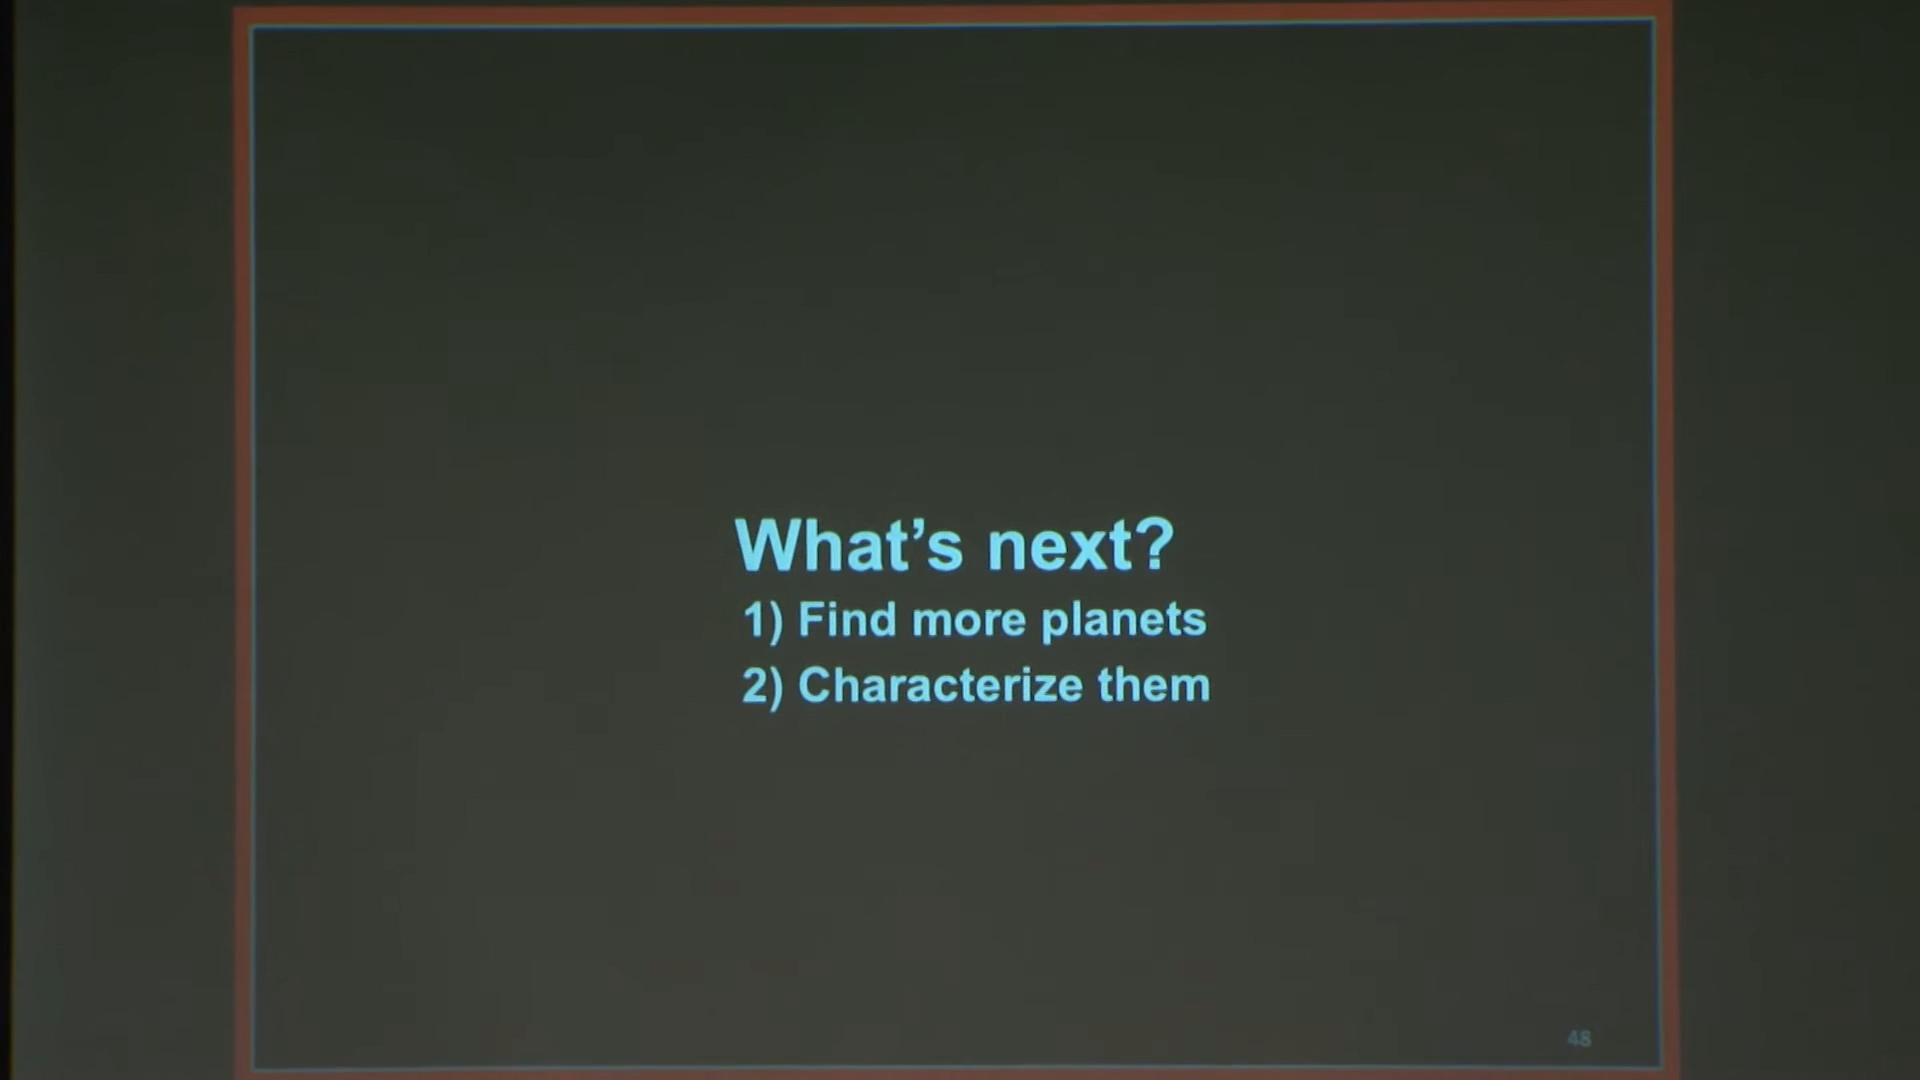 What's next?
1) Find more planets
2) Characterize them
48